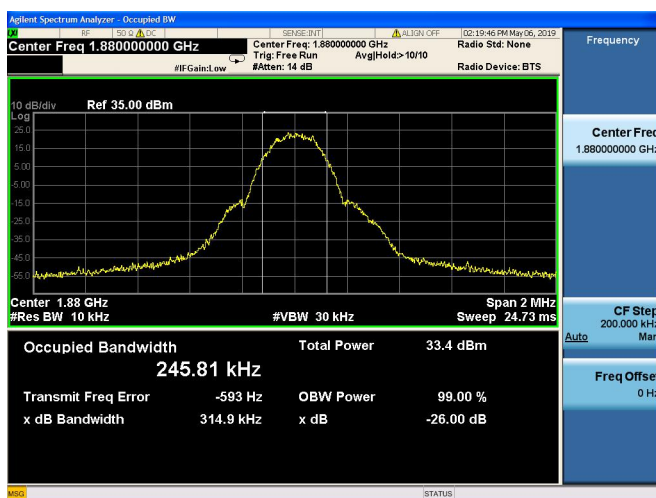 Agilent Spectrum Analyzer - Occupied BW
LXI RF 50 Ω DC SENSE:INT ALIGN OFF 02:19:46 PM May 06, 2019
Center Freq 1.880000000 GHz Center Freq: 1.880000000 GHz Radio Std: None Frequency
Trig: Free Run Avg|Hold:>10/10
#IFGain:Low #Atten: 14 dB Radio Device: BTS
10 dB/div Ref 35.00 dBm
Log
25.0
15.0
5.00
-5.00
-15.0
-25.0
-35.0
-45.0
-55.0
Center Freq
1.880000000 GHz
Center 1.88 GHz Span 2 MHz
#Res BW 10 kHz #VBW 30 kHz Sweep 24.73 ms
CF Step
200.000 kHz
Auto Man
Occupied Bandwidth Total Power 33.4 dBm
245.81 kHz
Transmit Freq Error -593 Hz OBW Power 99.00 %
x dB Bandwidth 314.9 kHz x dB -26.00 dB
Freq Offset
0 Hz
MSG STATUS